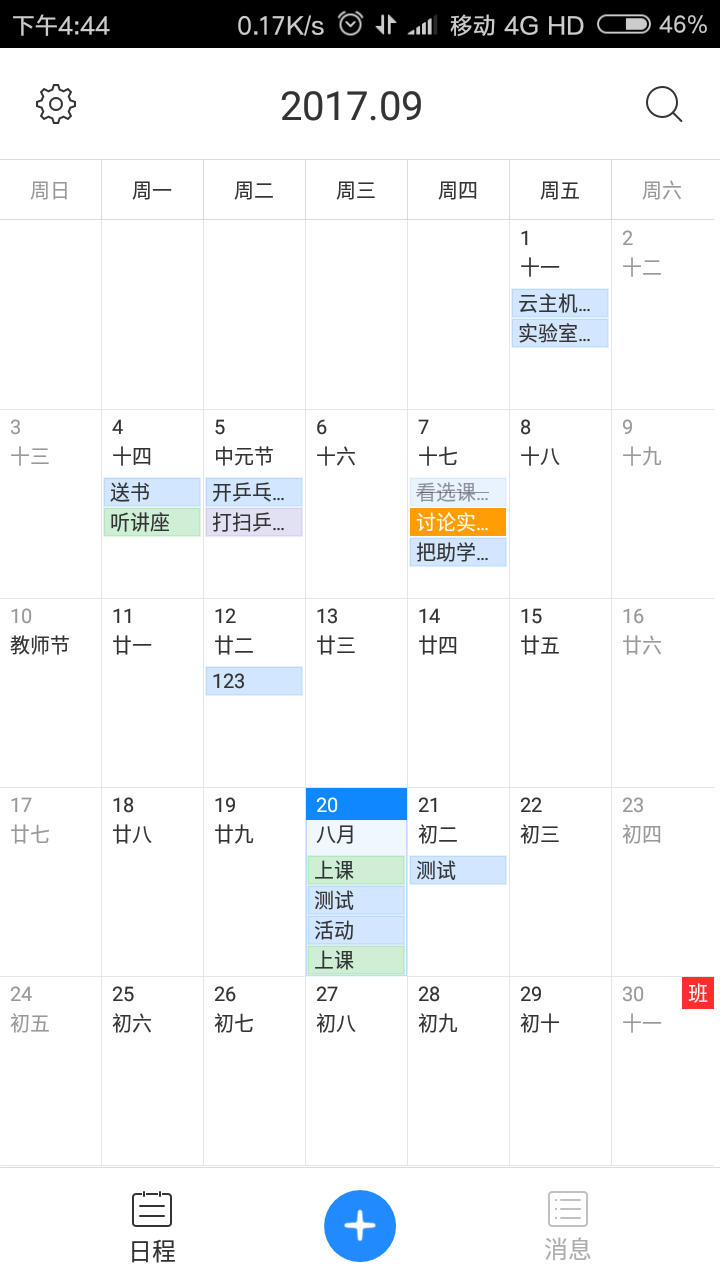 下午4:44 0.17K/s 移动 4G HD 46%
2017.09
周日 周一 周二 周三 周四 周五 周六
1 2
十一 十二
云主机...
实验室...
3 4 5 6 7 8 9
十三 十四 中元节 十六 十七 十八 十九
送书 开乒乓... 看选课...
听讲座 打扫乒... 讨论实...
把助学...
10 11 12 13 14 15 16
教师节 廿一 廿二 廿三 廿四 廿五 廿六
123
17 18 19 20 21 22 23
廿七 廿八 廿九 八月 初二 初三 初四
上课 测试
测试
活动
上课
24 25 26 27 28 29 30 班
初五 初六 初七 初八 初九 初十 十一
日程 消息